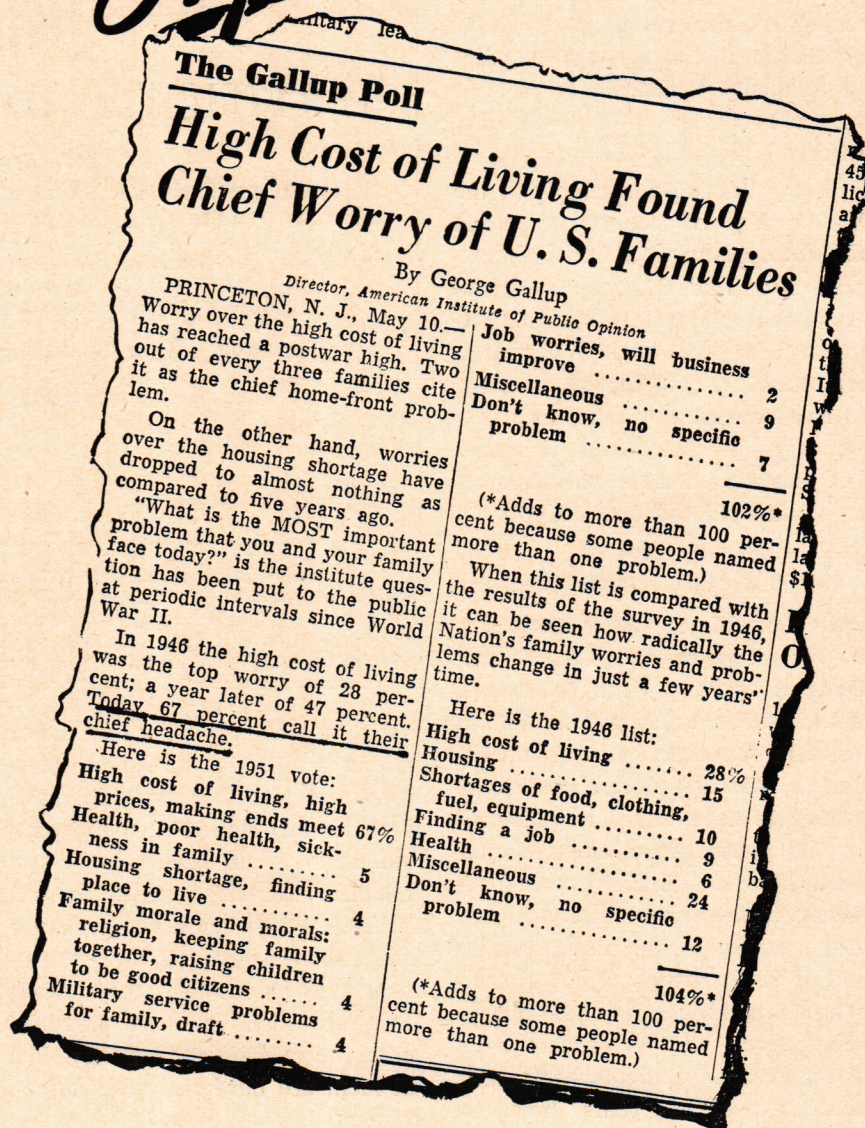 military lea
The Gallup Poll
High Cost of Living Found
Chief Worry of U. S. Families
By George Gallup
Director, American Institute of Public Opinion
PRINCETON, N. J., May 10.—
Worry over the high cost of living
has reached a postwar high. Two
out of every three families cite
it as the chief home-front prob-
lem.
On the other hand, worries
over the housing shortage have
dropped to almost nothing as
compared to five years ago.
"What is the MOST important
problem that you and your family
face today?" is the institute ques-
tion has been put to the public
at periodic intervals since World
War II.
In 1946 the high cost of living
was the top worry of 28 per-
cent; a year later of 47 percent.
Today 67 percent call it their
chief headache.
Here is the 1951 vote:
High cost of living, high
prices, making ends meet 67%
Health, poor health, sick-
ness in family ......... 5
Housing shortage, finding
place to live ........... 4
Family morale and morals:
religion, keeping family
together, raising children
to be good citizens ...... 4
Military service problems
for family, draft ........ 4
Job worries, will business
improve ............... 2
Miscellaneous ........... 9
Don't know, no specific
problem ............... 7
102%*
(*Adds to more than 100 per-
cent because some people named
more than one problem.)
When this list is compared with
the results of the survey in 1946,
it can be seen how radically the
Nation's family worries and prob-
lems change in just a few years'
time.
Here is the 1946 list:
High cost of living ....... 28%
Housing ................. 15
Shortages of food, clothing,
fuel, equipment ......... 10
Finding a job ........... 9
Health .................. 6
Miscellaneous ........... 24
Don't know, no specific
problem ............... 12
104%*
(*Adds to more than 100 per-
cent because some people named
more than one problem.)
45
lic